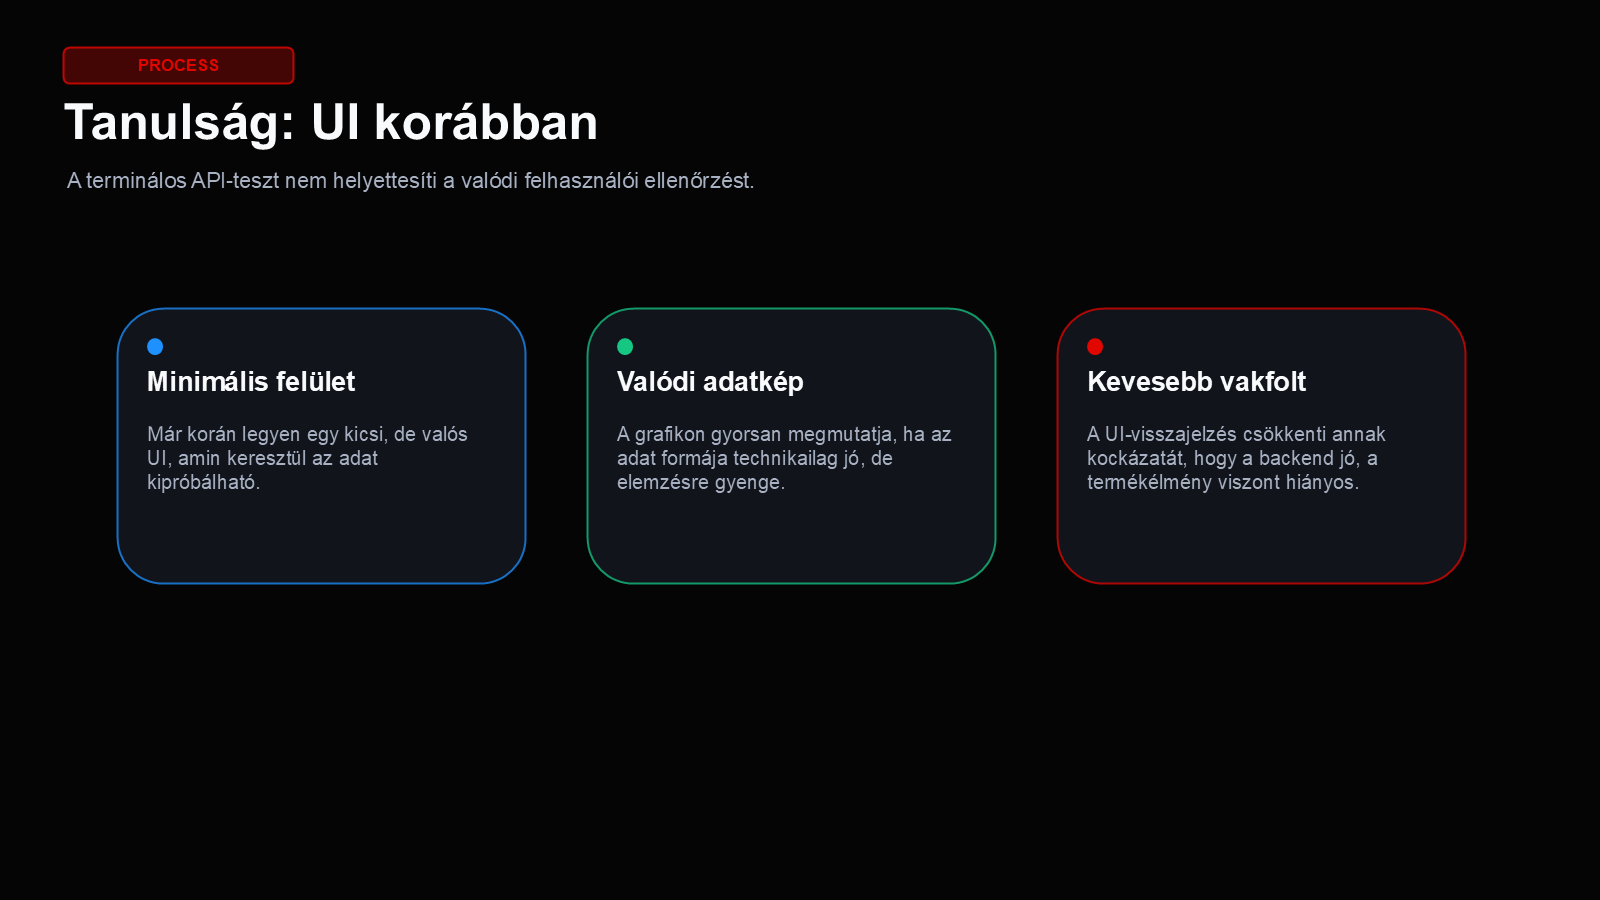 PROCESS
Tanulság: UI korábban
A terminálos API-teszt nem helyettesíti a valódi felhasználói ellenőrzést.
Minimális felület
Már korán legyen egy kicsi, de valós
UI, amin keresztül az adat
kipróbálható.
Valódi adatkép
A grafikon gyorsan megmutatja, ha az
adat formája technikailag jó, de
elemzésre gyenge.
Kevesebb vakfolt
A UI-visszajelzés csökkenti annak
kockázatát, hogy a backend jó, a
termékélmény viszont hiányos.